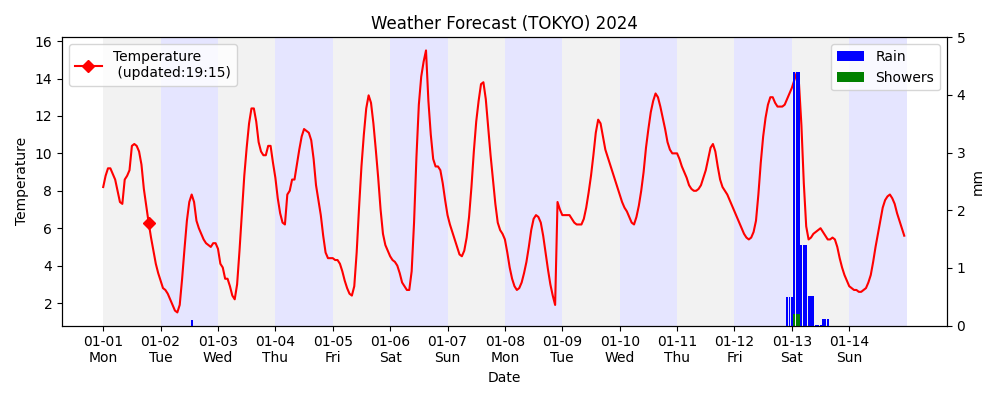 Weather Forecast (TOKYO) 2024
Temperature
(updated:19:15)
Rain
Showers
Temperature
16
14
12
10
8
6
4
2
5
4
3
2
1
0
mm
01-01 01-02 01-03 01-04 01-05 01-06 01-07 01-08 01-09 01-10 01-11 01-12 01-13 01-14
Mon Tue Wed Thu Fri Sat Sun Mon Tue Wed Thu Fri Sat Sun
Date